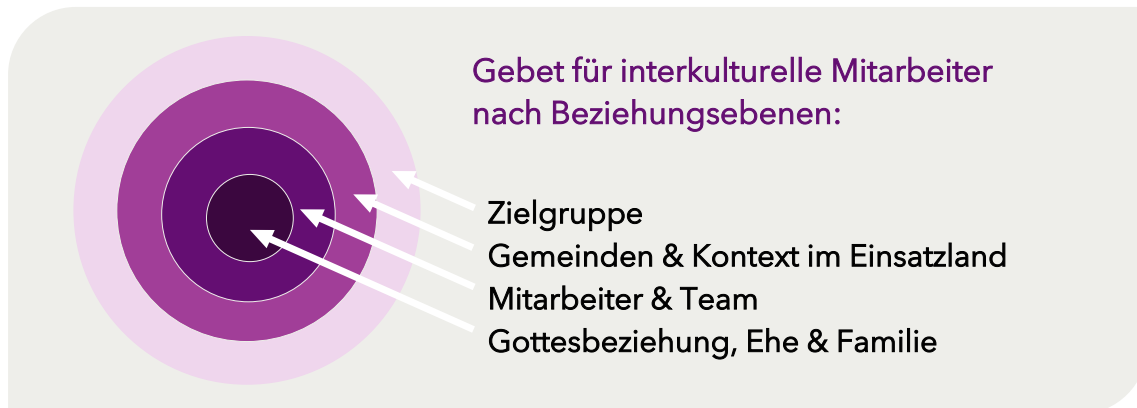 Gebet für interkulturelle Mitarbeiter
nach Beziehungsebenen:
Zielgruppe
Gemeinden & Kontext im Einsatzland
Mitarbeiter & Team
Gottesbeziehung, Ehe & Familie